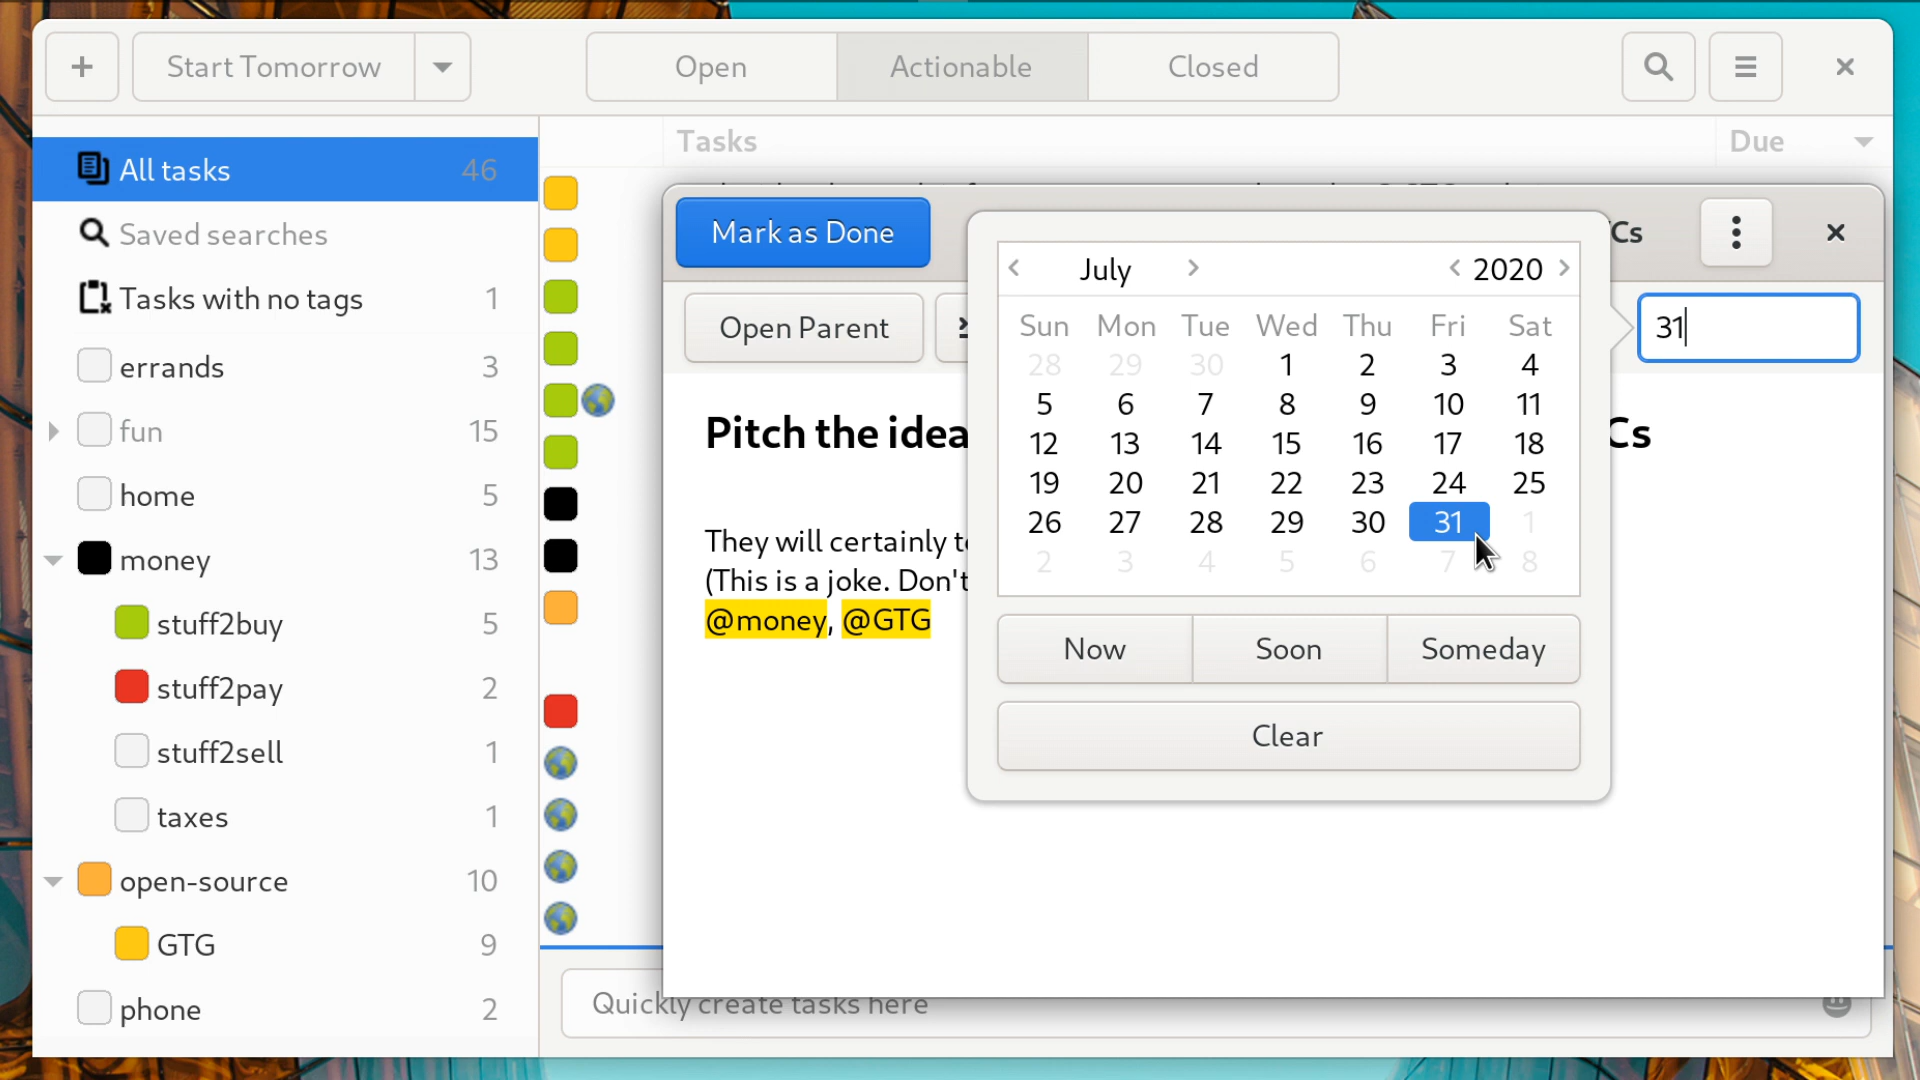 + Start Tomorrow
Open Actionable Closed
All tasks 46
Saved searches
Tasks with no tags 1
errands 3
fun 15
home 5
money 13
stuff2buy 5
stuff2pay 2
stuff2sell 1
taxes 1
open-source 10
GTG 9
phone 2
Tasks Due
Mark as Done
Cs
Open Parent
31
Pitch the idea
Cs
They will certainly
(This is a joke. Don't
@money, @GTG
July 2020
Sun Mon Tue Wed Thu Fri Sat
28 29 30 1 2 3 4
5 6 7 8 9 10 11
12 13 14 15 16 17 18
19 20 21 22 23 24 25
26 27 28 29 30 31 1
2 3 4 5 6 7 8
Now Soon Someday
Clear
Quickly create tasks here